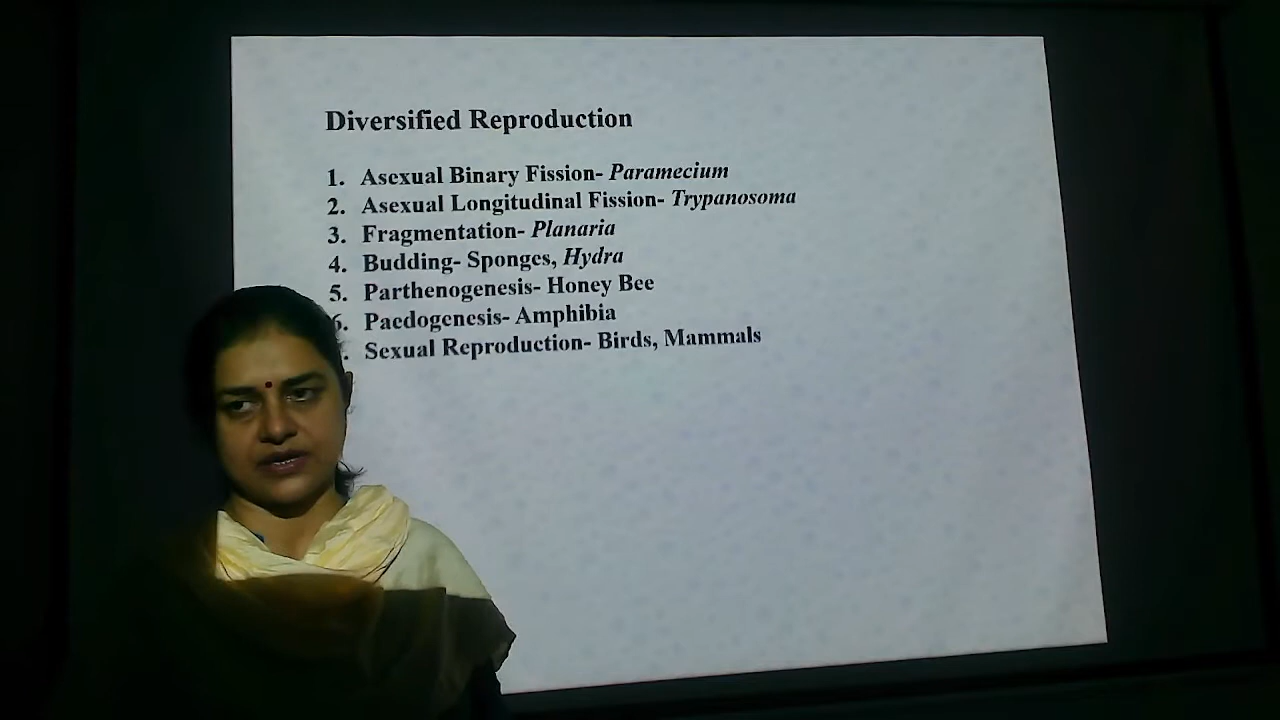 Diversified Reproduction
1. Asexual Binary Fission- Paramecium
2. Asexual Longitudinal Fission- Trypanosoma
3. Fragmentation- Planaria
4. Budding- Sponges, Hydra
5. Parthenogenesis- Honey Bee
6. Paedogenesis- Amphibia
. Sexual Reproduction- Birds, Mammals